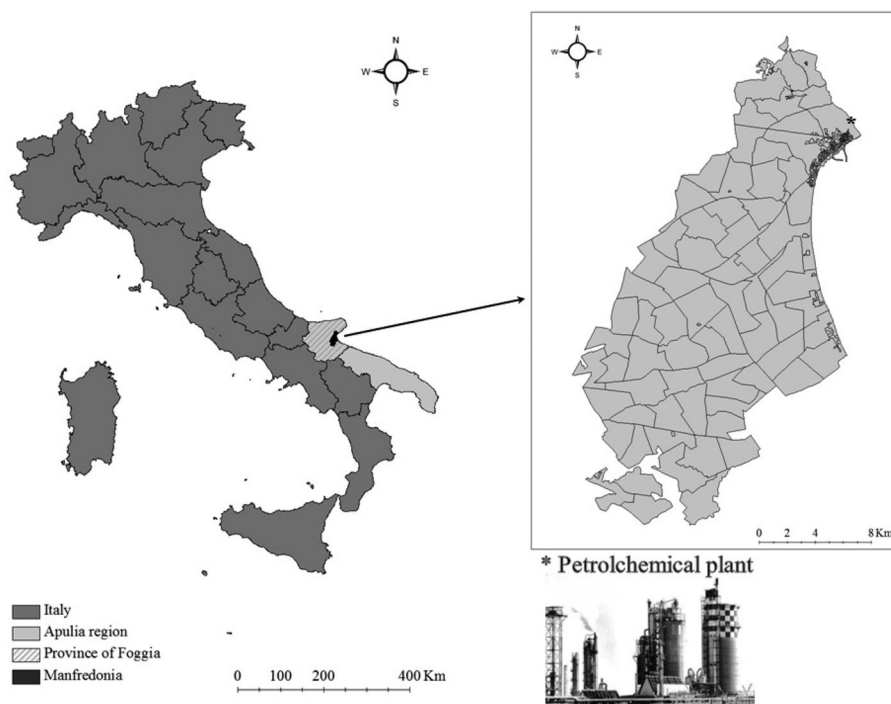 N
W E
S
N
W E
S
0 2 4 8 Km
* Petrolchemical plant
Italy
Apulia region
Province of Foggia
Manfredonia
0 100 200 400 Km